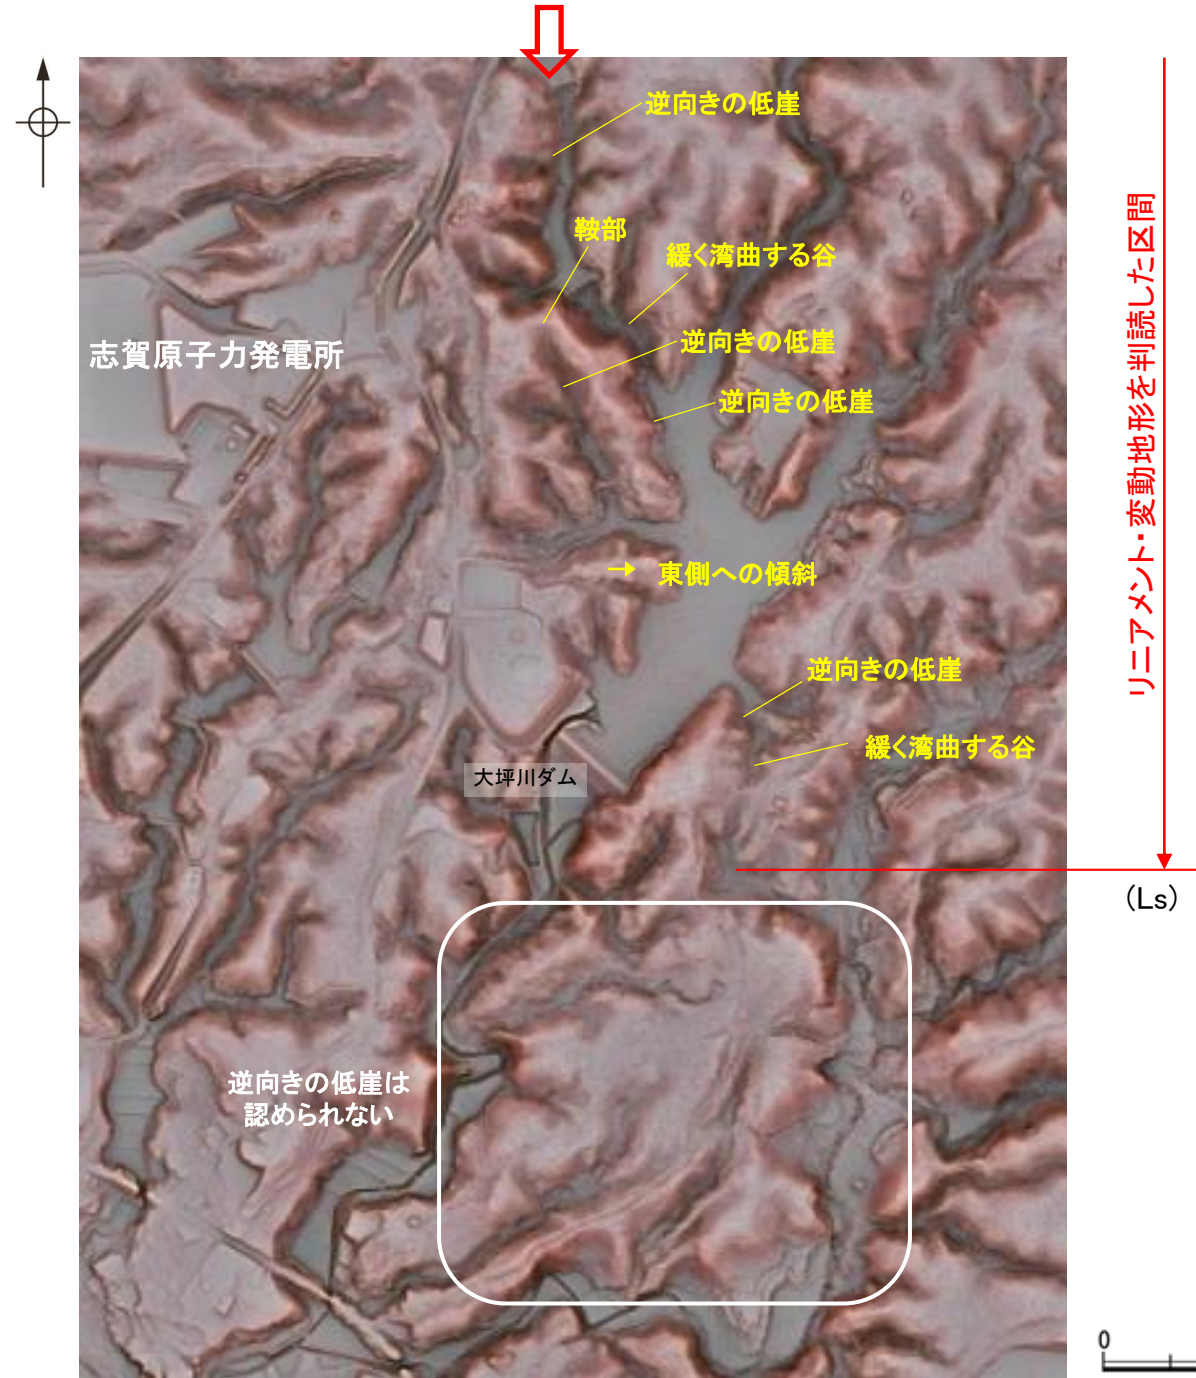 逆向きの低崖
鞍部
緩く湾曲する谷
志賀原子力発電所
逆向きの低崖
逆向きの低崖
リニアメント・変動地形を判読した区間
東側への傾斜
逆向きの低崖
緩く湾曲する谷
大坪川ダム
(Ls)
逆向きの低崖は
認められない
0